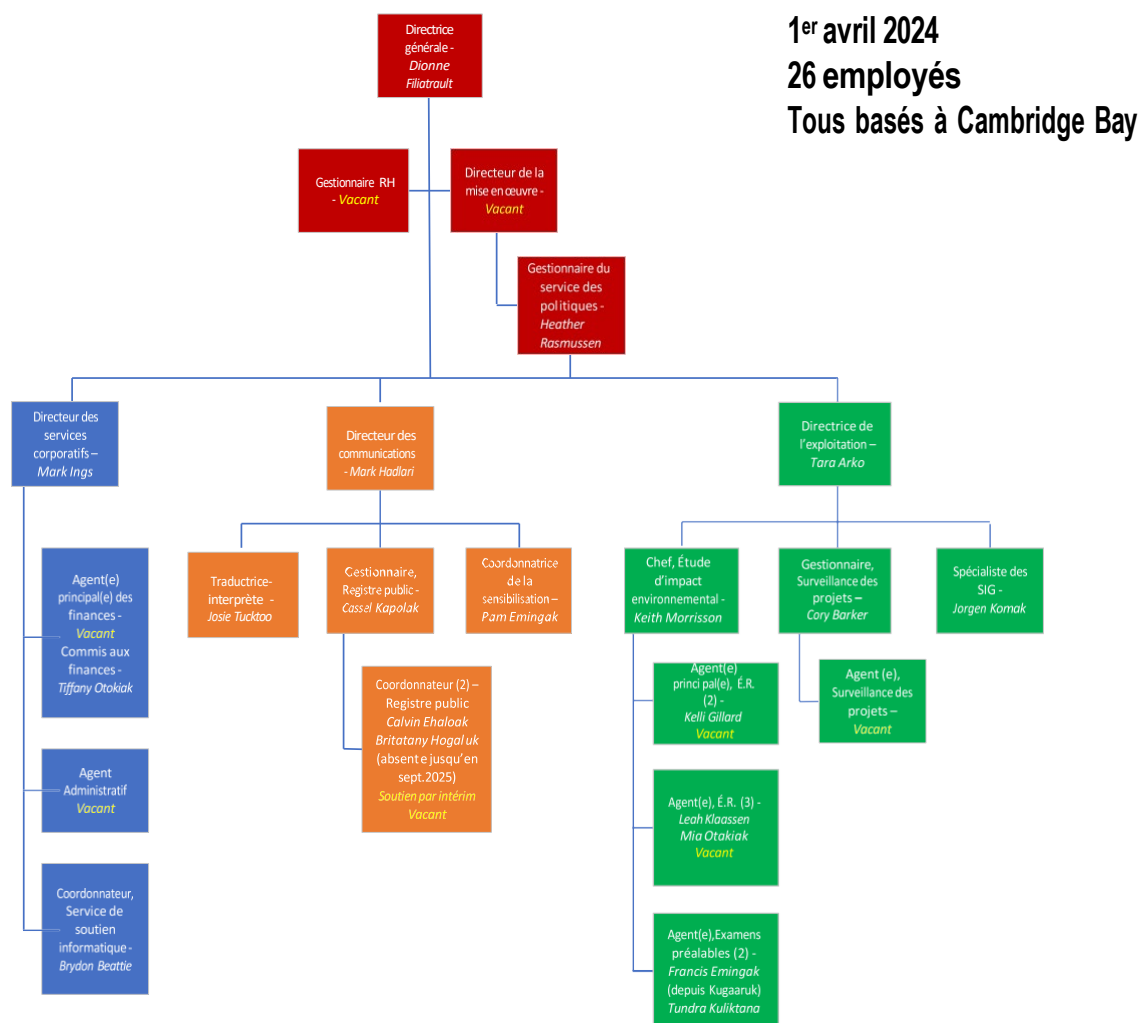 1er avril 2024
26 employés
Tous basés à Cambridge Bay
Directrice
générale -
Dionne
Filiatrault
Gestionnaire RH
- Vacant
Directeur de la
mise en œuvre -
Vacant
Gestionnaire du
service des
politiques -
Heather
Rasmussen
Directeur des
services
corporatifs –
Mark Ings
Directeur des
communications
- Mark Hadlari
Directrice de
l'exploitation –
Tara Arko
Agent(e)
principal(e) des
finances -
Vacant
Commis aux
finances -
Tiffany Otokiak
Agent
Administratif
Vacant
Coordonnateur,
Service de
soutien
informatique -
Brydon Beattie
Traductrice-
interprète -
Josie Tucktoo
Gestionnaire,
Registre public -
Cassel Kapolak
Coordonnatrice
de la
sensibilisation –
Pam Emingak
Coordonnateur (2) –
Registre public
Calvin Ehaloak
Britatany Hogaluk
(absente jusqu'en
sept.2025)
Soutien par intérim
Vacant
Chef, Étude
d'impact
environnemental -
Keith Morrisson
Gestionnaire,
Surveillance des
projets –
Cory Barker
Spécialiste des
SIG -
Jorgen Komak
Agent(e)
principal(e), É.R.
(2) -
Kelli Gillard
Vacant
Agent (e),
Surveillance des
projets –
Vacant
Agent(e), É.R. (3) -
Leah Klaassen
Mia Otakiak
Vacant
Agent(e),Examens
préalables (2) -
Francis Emingak
(depuis Kugaaruk)
Tundra Kuliktana